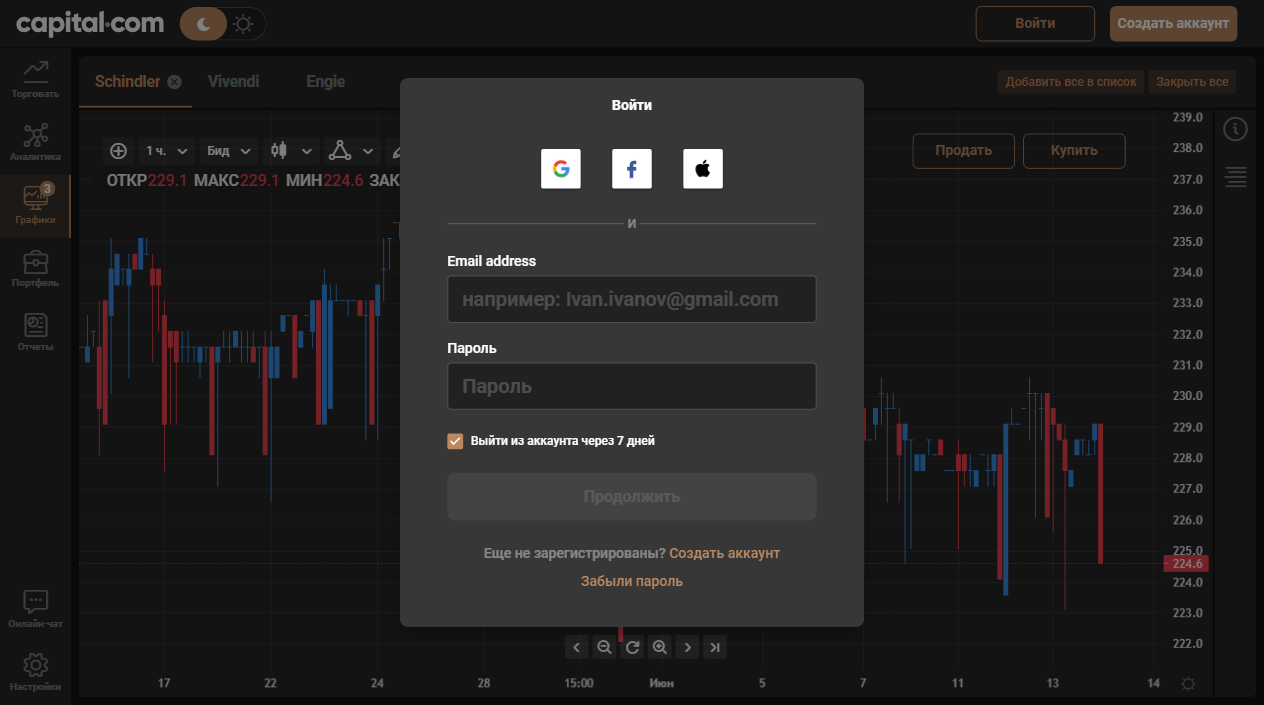 capital.com
Войти
Создать аккаунт
Торговать
Аналитика
3
Графики
Портфель
Отчеты
Онлайн-чат
Настройки
Schindler
Vivendi
Engie
Добавить все в список
Закрыть все
1 ч.
Бид
ОТКР229.1 МАКС229.1 МИН224.6 ЗАК
Продать
Купить
Войти
И
Email address
например: Ivan.ivanov@gmail.com
Пароль
Пароль
Выйти из аккаунта через 7 дней
Продолжить
Еще не зарегистрированы? Создать аккаунт
Забыли пароль
239.0
238.0
237.0
236.0
235.0
234.0
233.0
232.0
231.0
230.0
229.0
228.0
227.0
226.0
225.0
224.6
224.0
223.0
222.0
17
22
24
28
15:00
Июн
5
7
11
13
14